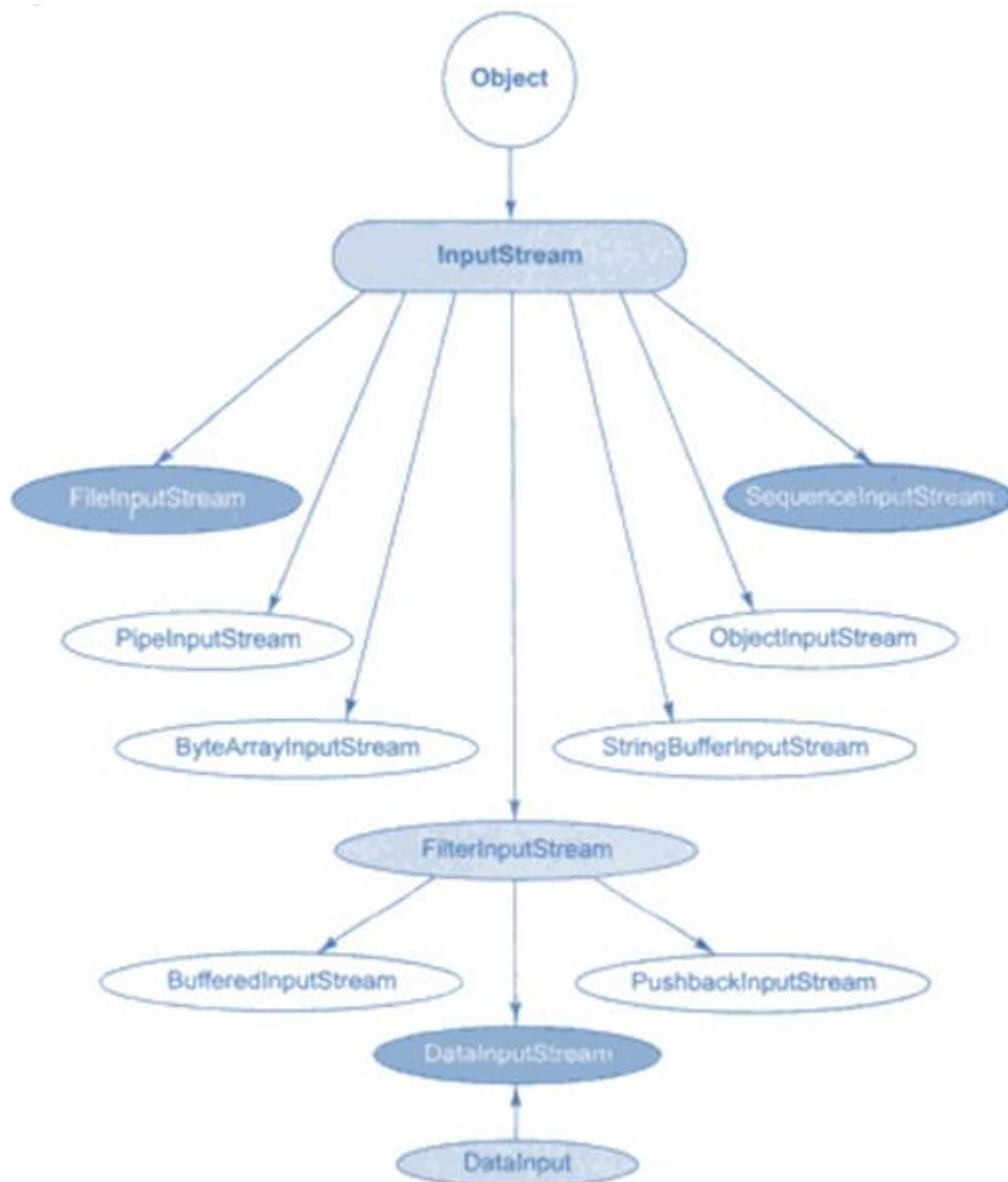 Object
InputStream
FileInputStream
SequenceInputStream
PipeInputStream
ObjectInputStream
ByteArrayInputStream
StringBufferInputStream
FilterInputStream
BufferedInputStream
PushbackInputStream
DataInputStream
DataInput